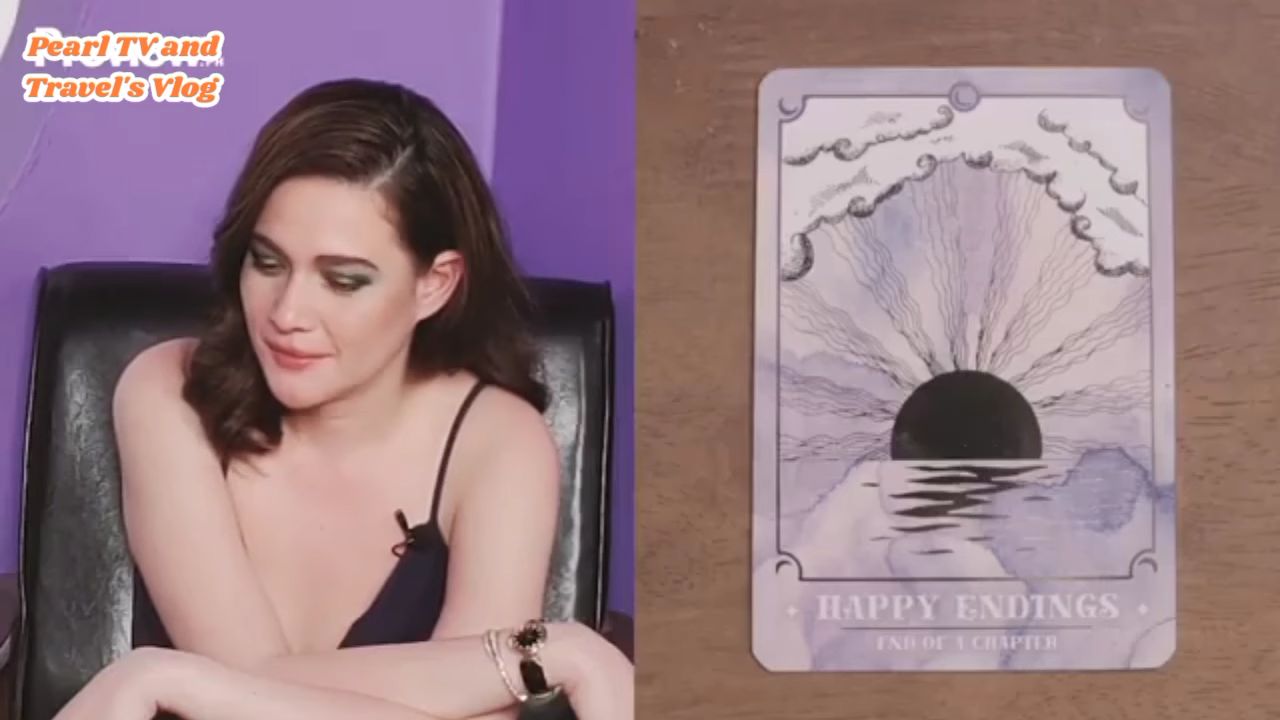 Pearl TV and
Travel's Vlog
HAPPY ENDINGS
END OF A CHAPTER